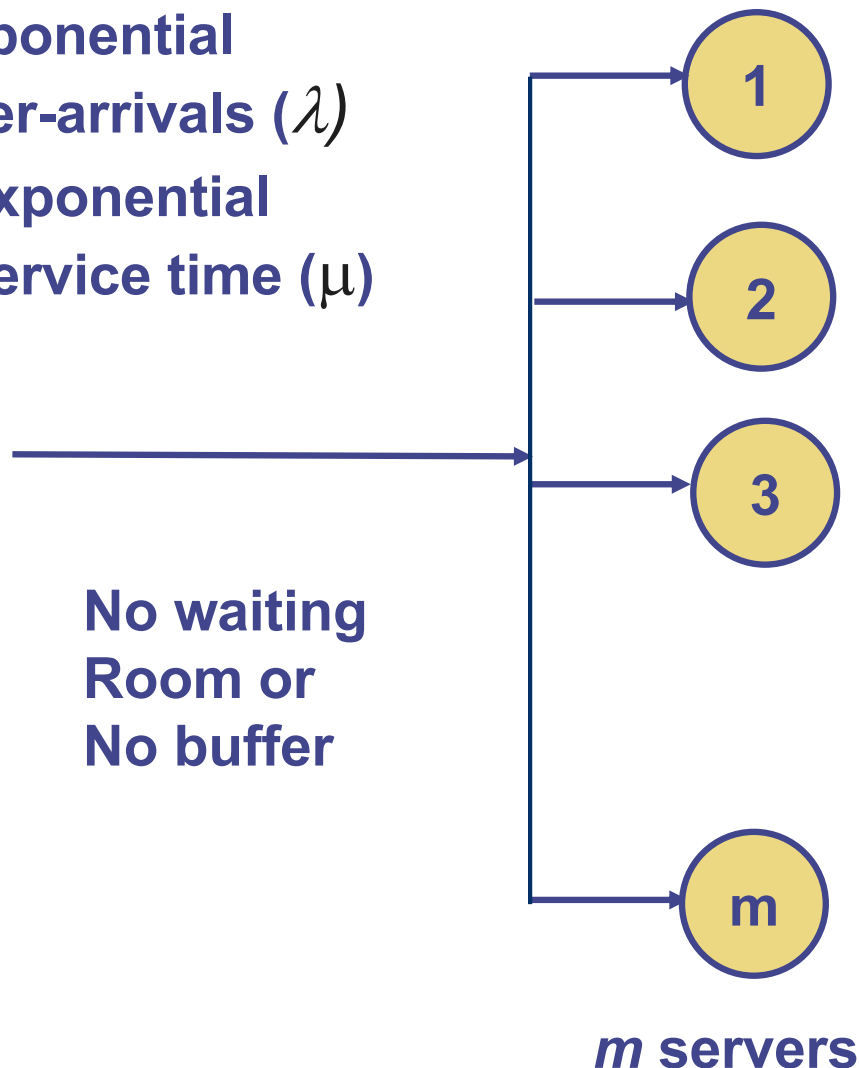 ponential
er-arrivals (λ)
xponential
ervice time (μ)
1
2
3
No waiting
Room or
No buffer
m
m servers